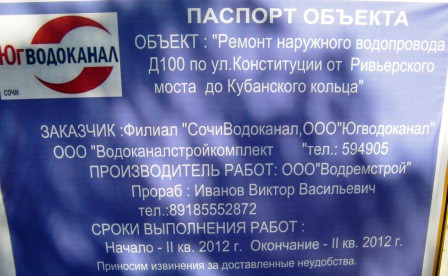 ПАСПОРТ ОБЪЕКТА
ЮГВОДОКАНАЛ
СОЧИ
ОБЪЕКТ : "Ремонт наружного водопровода
Д100 по ул.Конституции от Ривьерского
моста до Кубанского кольца"
ЗАКАЗЧИК :Филиал "СочиВодоканал,ООО"Югводоканал"
ООО "Водоканалстройкомплект "тел.: 594905
ПРОИЗВОДИТЕЛЬ РАБОТ: ООО"Водремстрой"
Прораб : Иванов Виктор Васильевич
тел.:89185552872
СРОКИ ВЫПОЛНЕНИЯ РАБОТ :
Начало - II кв. 2012 г. Окончание - II кв. 2012 г.
Приносим извинения за доставленные неудобства.